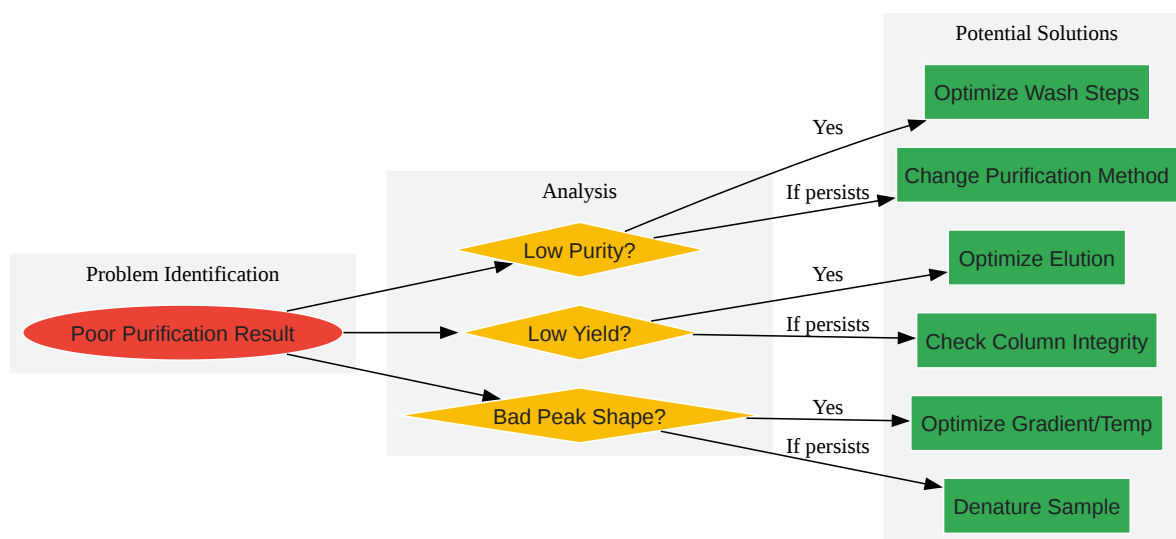 Problem Identification
Poor Purification Result
Analysis
Low Purity?
Low Yield?
Bad Peak Shape?
Yes
If persists
Yes
If persists
Yes
If persists
Potential Solutions
Optimize Wash Steps
Change Purification Method
Optimize Elution
Check Column Integrity
Optimize Gradient/Temp
Denature Sample